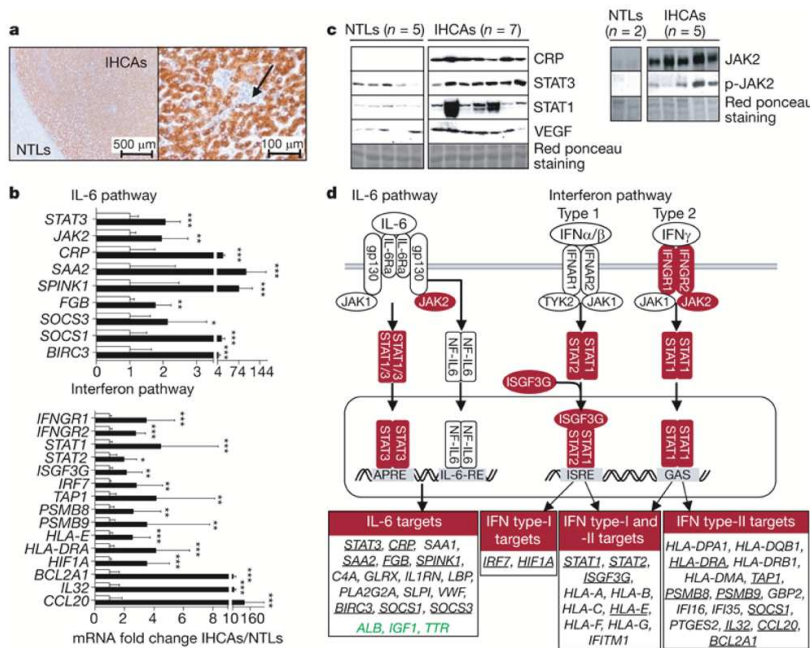 a
IHCAs
NTLs
500 μm
100 μm
b
IL-6 pathway
STAT3
JAK2
CRP
SAA2
SPINK1
FGB
SOCS3
SOCS1
BIRC3
0 1 2 3 4 74 144
Interferon pathway
IFNGR1
IFNGR2
STAT1
STAT2
ISGF3G
IRF7
TAP1
PSMB8
PSMB9
HLA-E
HLA-DRA
HIF1A
BCL2A1
IL32
CCL20
0 2 4 6 8 10 160
mRNA fold change IHCAs/NTLs
c
NTLs (n = 5) IHCAs (n = 7)
CRP
STAT3
STAT1
VEGF
Red ponceau
staining
NTLs
(n = 2)
IHCAs
(n = 5)
JAK2
p-JAK2
Red ponceau
staining
d
IL-6 pathway
IL-6
gp130
IL-6Ra
IL-6Ra
gp130
JAK1
JAK2
STAT1/3
STAT1/3
NF-IL6
NF-IL6
STAT3
STAT3
NF-IL6
NF-IL6
APRE
IL-6-RE
Interferon pathway
Type 1
IFNα/β
IFNAR1
IFNAR2
TYK2
JAK1
STAT2
STAT1
ISGF3G
ISGF3G
STAT2
STAT1
ISRE
Type 2
IFNγ
IFNGR1
IFNGR2
JAK1
JAK2
STAT1
STAT1
STAT1
STAT1
GAS
IL-6 targets
STAT3, CRP, SAA1,
SAA2, FGB, SPINK1,
C4A, GLRX, IL1RN, LBP,
PLA2G2A, SLPI, VWF,
BIRC3, SOCS1, SOCS3
ALB, IGF1, TTR
IFN type-I
targets
IRF7, HIF1A
IFN type-I and
-II targets
STAT1, STAT2,
ISGF3G,
HLA-A, HLA-B,
HLA-C, HLA-E,
HLA-F, HLA-G,
IFITM1
IFN type-II targets
HLA-DPA1, HLA-DQB1,
HLA-DRA, HLA-DRB1,
HLA-DMA, TAP1,
PSMB8, PSMB9, GBP2,
IFI16, IFI35, SOCS1,
PTGES2, IL32, CCL20,
BCL2A1